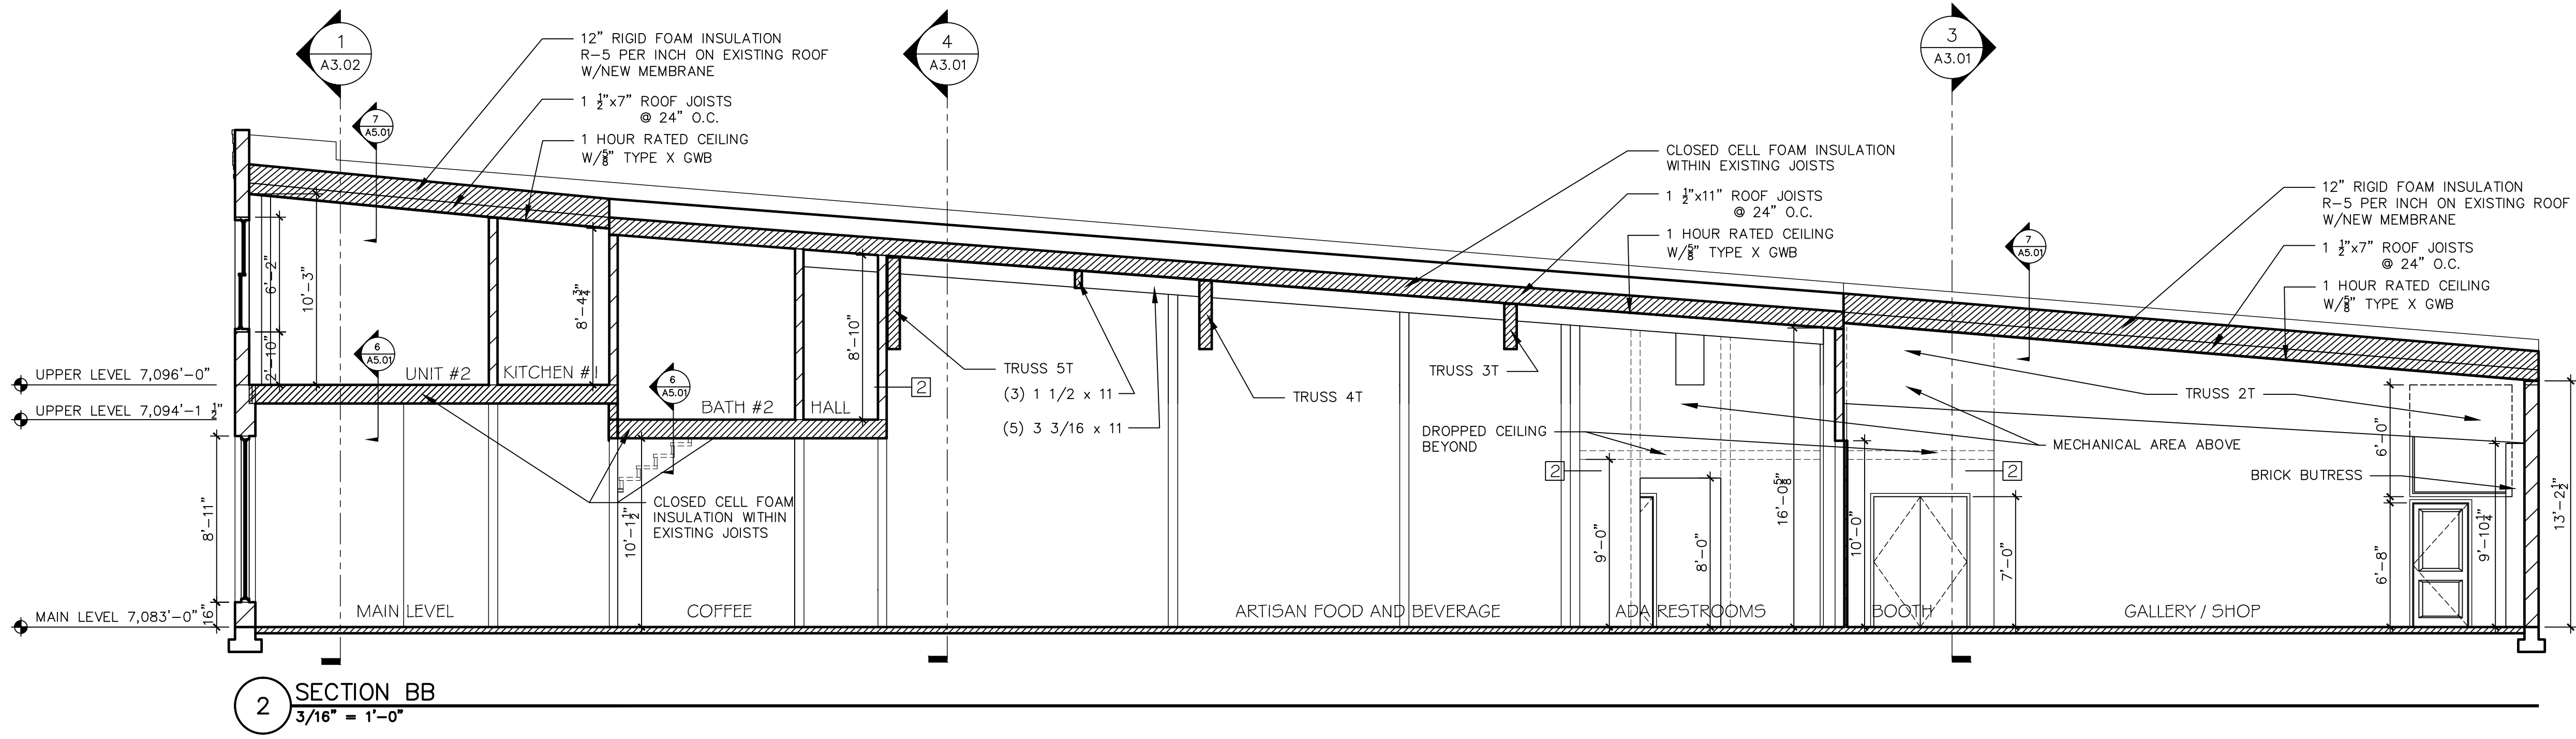 1
A3.02
4
A3.01
3
A3.01
12" RIGID FOAM INSULATION
R-5 PER INCH ON EXISTING ROOF
W/NEW MEMBRANE
1 1/2"x7" ROOF JOISTS
@ 24" O.C.
1 HOUR RATED CEILING
W/5/8" TYPE X GWB
7
A5.01
CLOSED CELL FOAM INSULATION
WITHIN EXISTING JOISTS
1 1/2"x11" ROOF JOISTS
@ 24" O.C.
1 HOUR RATED CEILING
W/5/8" TYPE X GWB
12" RIGID FOAM INSULATION
R-5 PER INCH ON EXISTING ROOF
W/NEW MEMBRANE
1 1/2"x7" ROOF JOISTS
@ 24" O.C.
1 HOUR RATED CEILING
W/5/8" TYPE X GWB
7
A5.01
6'-2"
10'-3"
2'-10"
8'-4 3/4"
8'-10"
6
A5.01
6
A5.01
UPPER LEVEL 7,096'-0"
UPPER LEVEL 7,094'-1 1/2"
MAIN LEVEL 7,083'-0"
UNIT #2
KITCHEN #1
BATH #2
HALL
2
TRUSS 5T
(3) 1 1/2 x 11
(5) 3 3/16 x 11
TRUSS 4T
TRUSS 3T
TRUSS 2T
DROPPED CEILING
BEYOND
MECHANICAL AREA ABOVE
BRICK BUTRESS
2
2
CLOSED CELL FOAM
INSULATION WITHIN
EXISTING JOISTS
8'-11"
16"
10'-1 1/2"
9'-0"
8'-0"
16'-0 5/8"
10'-0"
7'-0"
6'-0"
6'-8"
9'-10 1/4"
13'-2 1/2"
MAIN LEVEL
COFFEE
ARTISAN FOOD AND BEVERAGE
ADA RESTROOMS
BOOTH
GALLERY / SHOP
2
SECTION BB
3/16" = 1'-0"